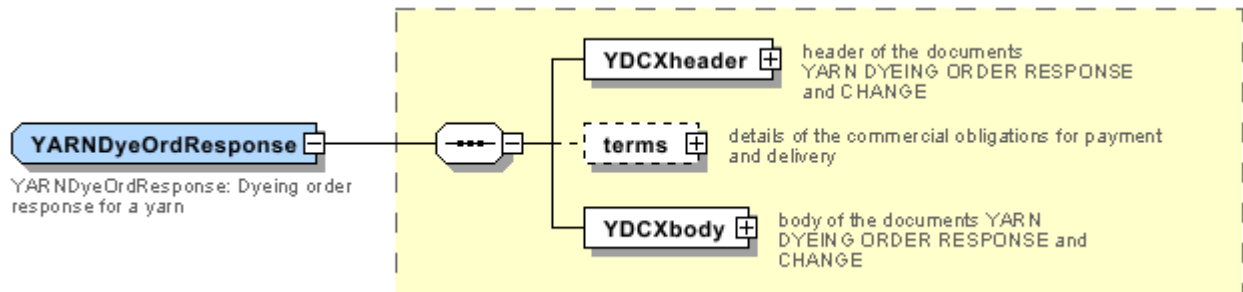 YARNDyeOrdResponse
YARNDyeOrdResponse: Dyeing order
response for a yarn
YDCXheader
header of the documents
YARN DYEING ORDER RESPONSE
and CHANGE
terms
details of the commercial obligations for payment
and delivery
YDCXbody
body of the documents YARN
DYEING ORDER RESPONSE and
CHANGE